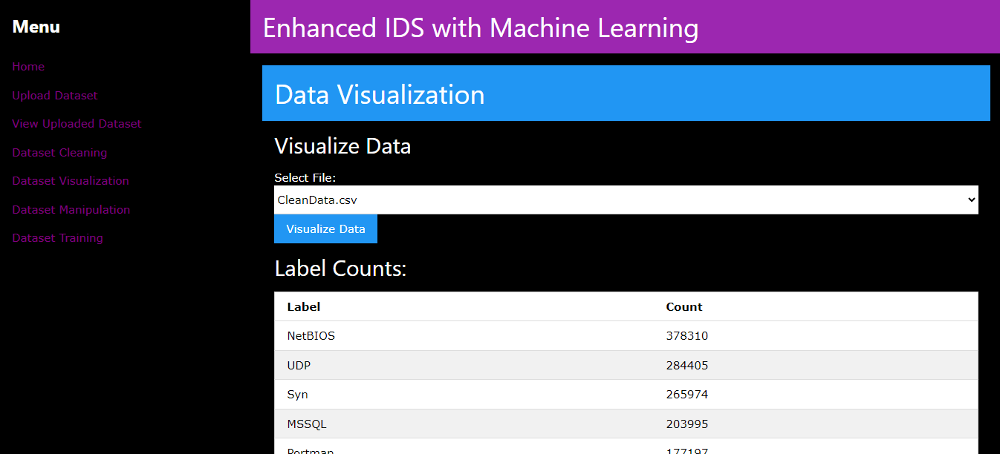 Menu
Home
Upload Dataset
View Uploaded Dataset
Dataset Cleaning
Dataset Visualization
Dataset Manipulation
Dataset Training
Enhanced IDS with Machine Learning
Data Visualization
Visualize Data
Select File:
CleanData.csv
Visualize Data
Label Counts:
Label Count
NetBIOS 378310
UDP 284405
Syn 265974
MSSQL 203995
Portmap 177197